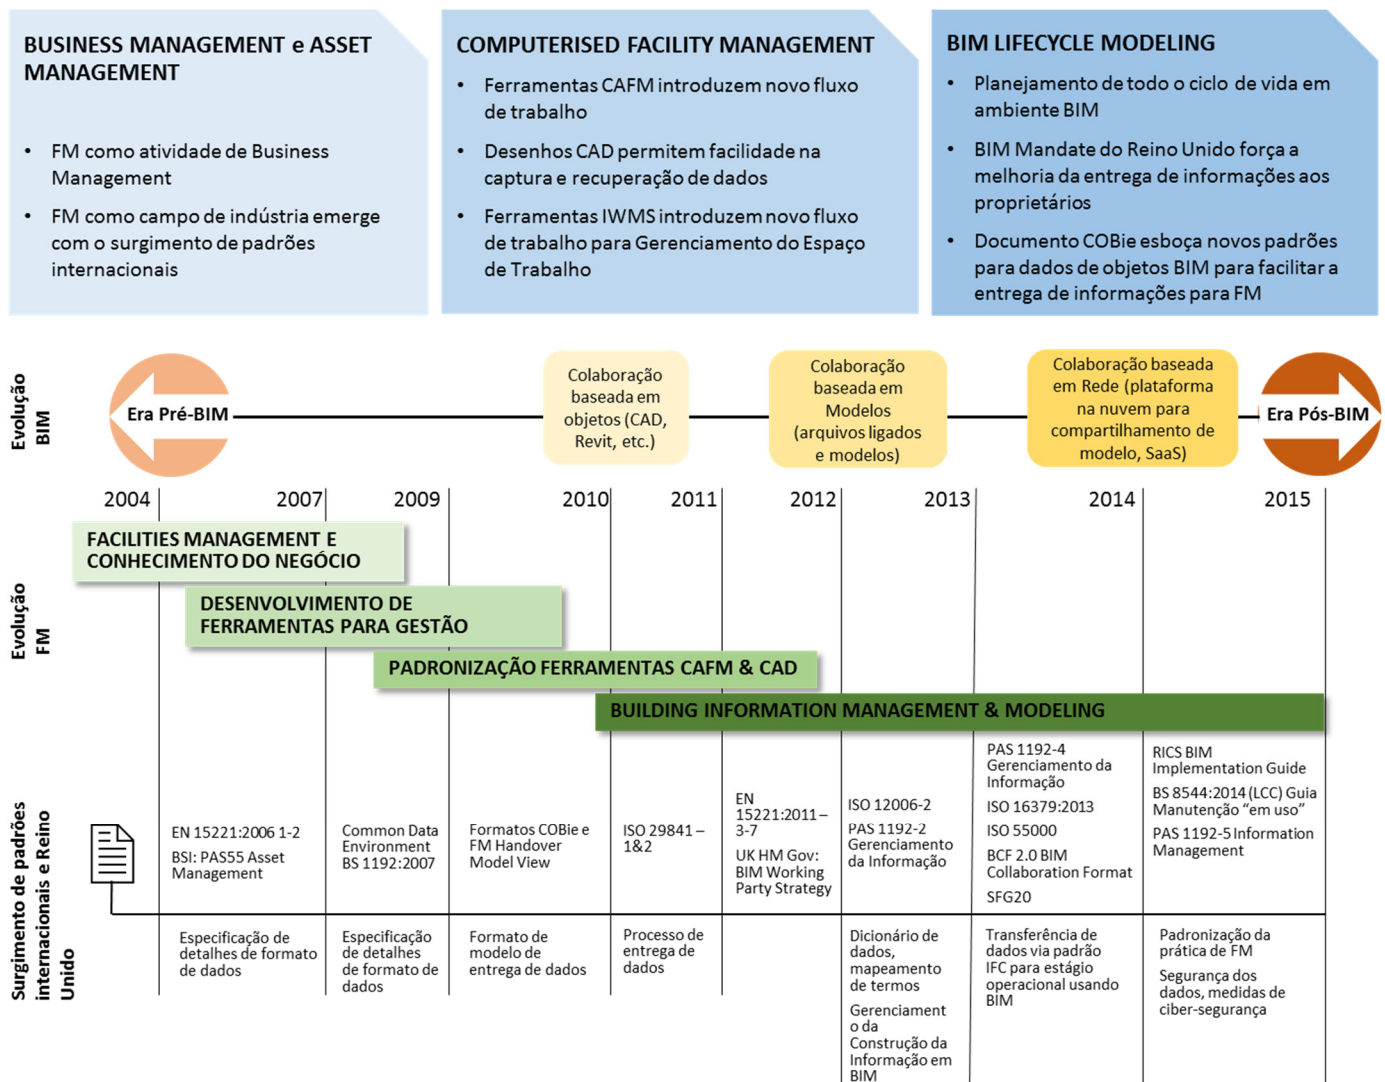 BUSINESS MANAGEMENT e ASSET
MANAGEMENT
• FM como atividade de Business
Management
• FM como campo de indústria emerge
com o surgimento de padrões
internacionais
COMPUTERISED FACILITY MANAGEMENT
• Ferramentas CAFM introduzem novo fluxo
de trabalho
• Desenhos CAD permitem facilidade na
captura e recuperação de dados
• Ferramentas IWMS introduzem novo fluxo
de trabalho para Gerenciamento do Espaço
de Trabalho
BIM LIFECYCLE MODELING
• Planejamento de todo o ciclo de vida em
ambiente BIM
• BIM Mandate do Reino Unido força a
melhoria da entrega de informações aos
proprietários
• Documento COBie esboça novos padrões
para dados de objetos BIM para facilitar a
entrega de informações para FM
Evolução
BIM
Era Pré-BIM
Colaboração
baseada em
objetos (CAD,
Revit, etc.)
Colaboração
baseada em
Modelos
(arquivos ligados
e modelos)
Colaboração baseada
em Rede (plataforma
na nuvem para
compartilhamento de
modelo, SaaS)
Era Pós-BIM
2004
2007
2009
2010
2011
2012
2013
2014
2015
Evolução
FM
FACILITIES MANAGEMENT E
CONHECIMENTO DO NEGÓCIO
DESENVOLVIMENTO DE
FERRAMENTAS PARA GESTÃO
PADRONIZAÇÃO FERRAMENTAS CAFM & CAD
BUILDING INFORMATION MANAGEMENT & MODELING
Surgimento de padrões
internacionais e Reino
Unido
EN 15221:2006 1-2
BSI: PAS55 Asset
Management
Common Data
Environment
BS 1192:2007
Formatos COBie e
FM Handover
Model View
ISO 29841 –
1&2
EN
15221:2011 –
3-7
UK HM Gov:
BIM Working
Party Strategy
ISO 12006-2
PAS 1192-2
Gerenciamento
da Informação
PAS 1192-4
Gerenciamento da
Informação
ISO 16379:2013
ISO 55000
BCF 2.0 BIM
Collaboration Format
SFG20
RICS BIM
Implementation Guide
BS 8544:2014 (LCC) Guia
Manutenção “em uso”
PAS 1192-5 Information
Management
Especificação de
detalhes de formato
de dados
Especificação
de detalhes
de formato de
dados
Formato de
modelo de
entrega de dados
Processo de
entrega de
dados
Dicionário de
dados,
mapeamento
de termos
Gerenciament
o da
Construção da
Informação em
BIM
Transferência de
dados via padrão
IFC para estágio
operacional usando
BIM
Padronização da
prática de FM
Segurança dos
dados, medidas de
ciber-segurança